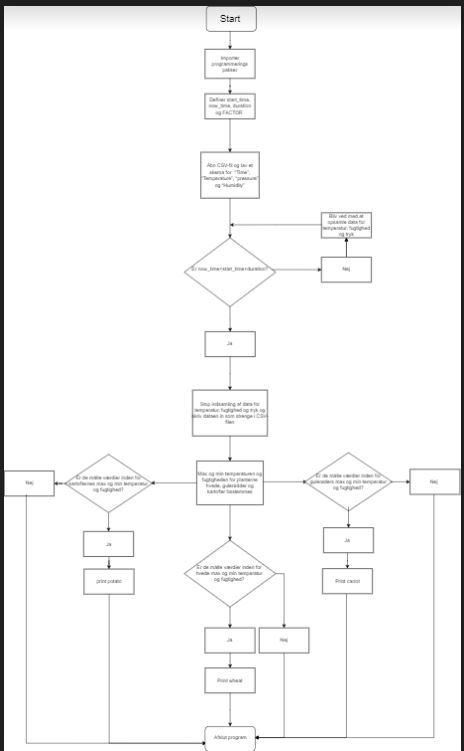 Start
Importer
programmerings
pakker
Definer start_time,
now_time, duration
og FACTOR
Åbn CSV-fil og lav et
skema for "Time",
"Temperature", "pressure"
og "Humidity"
Bliv ved med at
opsamle data for
temperatur, fugtighed
og tryk
Er now_time<start_time+duration?
Nej
Ja
Stop indsamling af data for
temperatur, fugtighed og tryk og
skriv dataen in som strenge i CSV-
filen
Nej
Er de målte værdier inden for
kartoflernes max og min temperatur
og fugtighed?
Max og min temperaturen og
fugtigheden for planterne
hvede, gulerødder og
kartofler bestemmes
Er de målte værdier inden for
gulerøders max og min temperatur
og fugtighed?
Nej
Ja
Ja
print potato
Er de målte værdier inden for
hvede max og min temperatur
og fugtighed?
Print carrot
Ja
Nej
Print wheat
Afslut program